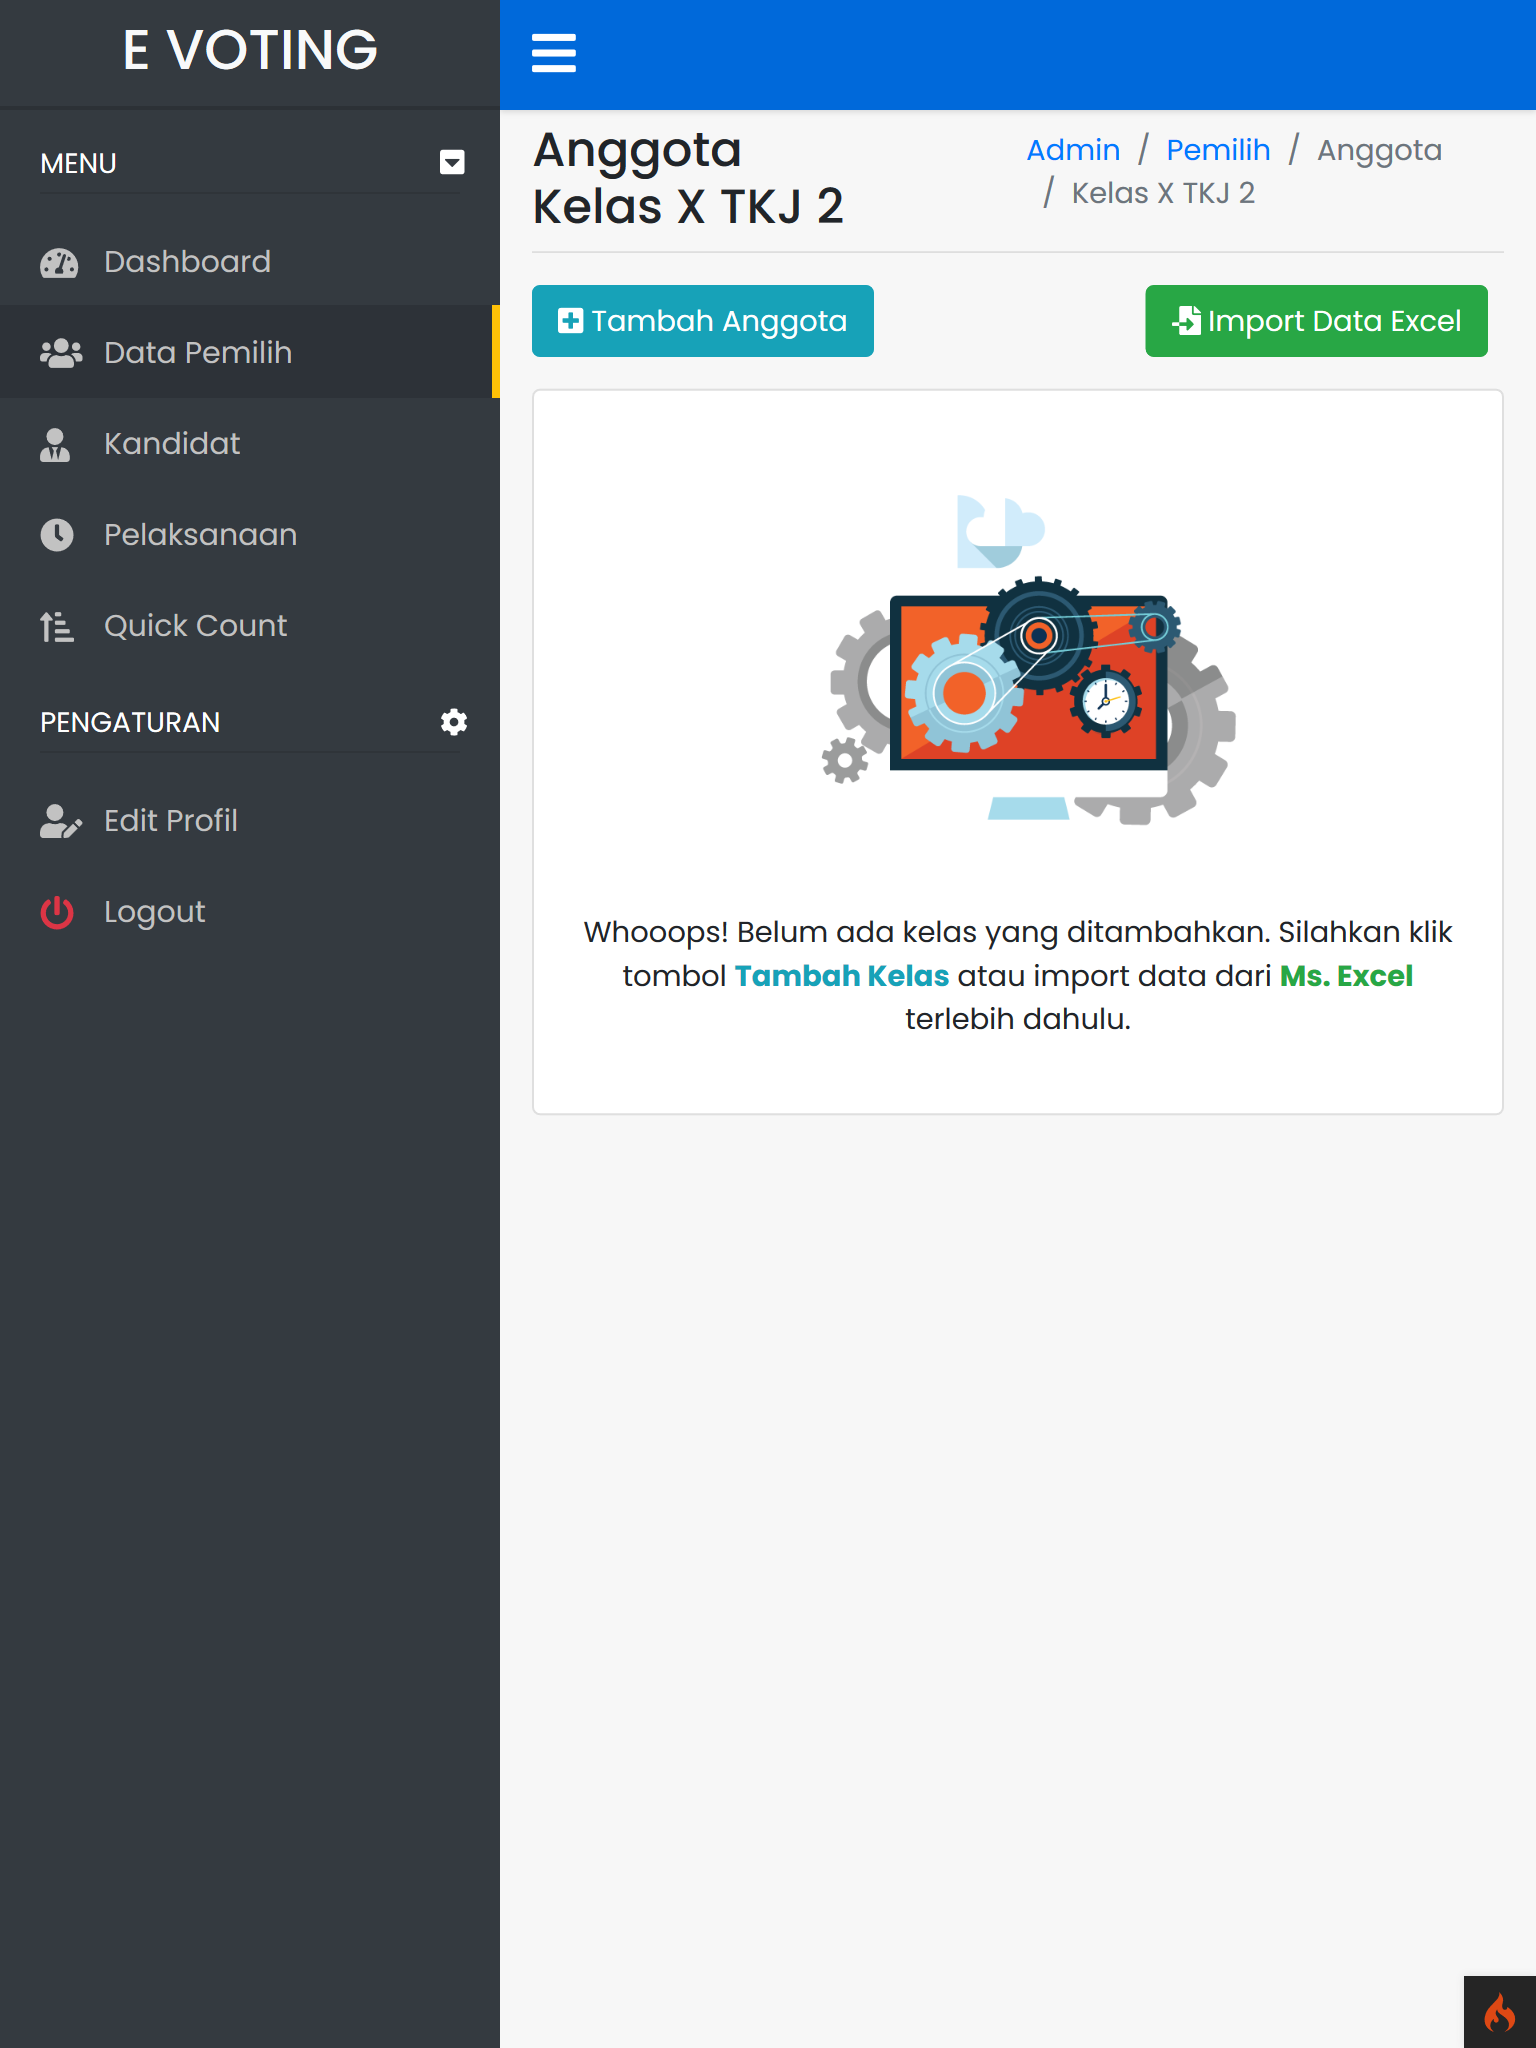 E VOTING
MENU
Dashboard
Data Pemilih
Kandidat
Pelaksanaan
Quick Count
PENGATURAN
Edit Profil
Logout
Anggota
Kelas X TKJ 2
Admin / Pemilih / Anggota
/ Kelas X TKJ 2
Tambah Anggota
Import Data Excel
Whooops! Belum ada kelas yang ditambahkan. Silahkan klik
tombol Tambah Kelas atau import data dari Ms. Excel
terlebih dahulu.